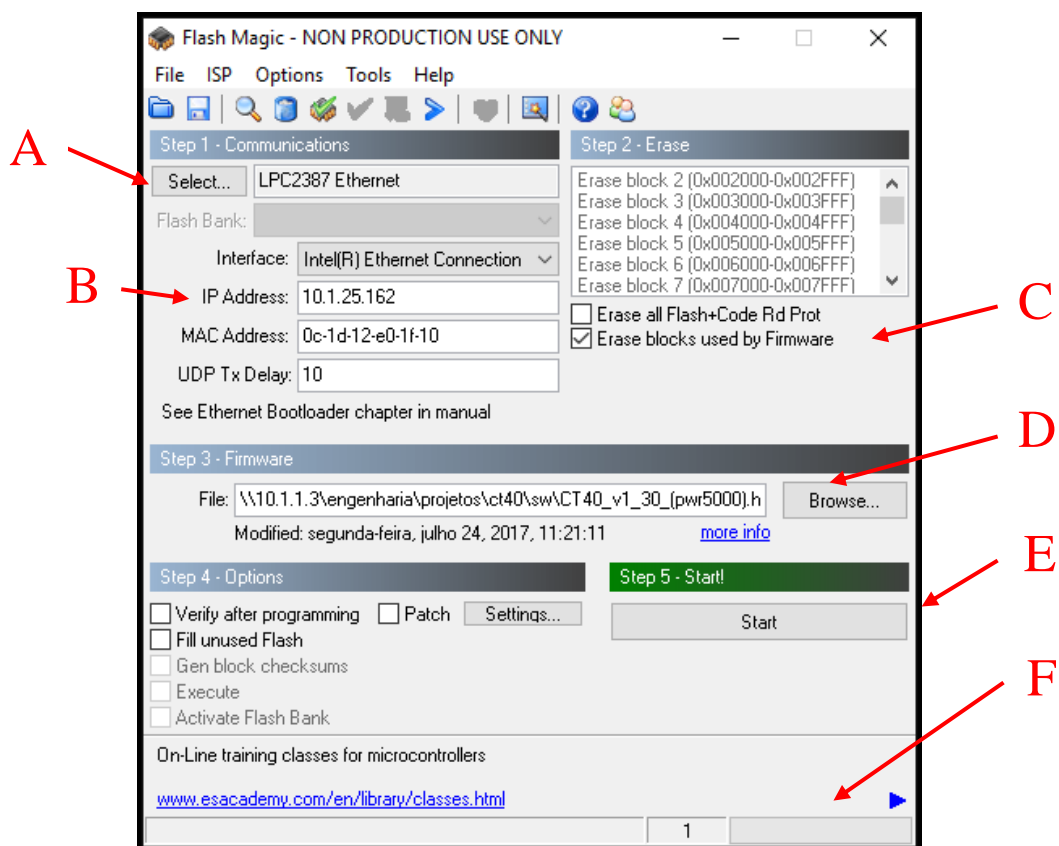 Flash Magic - NON PRODUCTION USE ONLY
File ISP Options Tools Help
A
Step 1 - Communications
Select... LPC2387 Ethernet
Flash Bank:
Interface: Intel(R) Ethernet Connection
B
IP Address: 10.1.25.162
MAC Address: 0c-1d-12-e0-1f-10
UDP Tx Delay: 10
See Ethernet Bootloader chapter in manual
Step 2 - Erase
Erase block 2 (0x002000-0x002FFF)
Erase block 3 (0x003000-0x003FFF)
Erase block 4 (0x004000-0x004FFF)
Erase block 5 (0x005000-0x005FFF)
Erase block 6 (0x006000-0x006FFF)
Erase block 7 (0x007000-0x007FFF)
Erase all Flash+Code Rd Prot
Erase blocks used by Firmware
C
Step 3 - Firmware
D
File: \\10.1.1.3\engenharia\projetos\ct40\sw\CT40_v1_30_(pwr5000).h Browse...
Modified: segunda-feira, julho 24, 2017, 11:21:11 more info
Step 4 - Options
Verify after programming Patch Settings...
Fill unused Flash
Gen block checksums
Execute
Activate Flash Bank
Step 5 - Start!
E
Start
F
On-Line training classes for microcontrollers
www.esacademy.com/en/library/classes.html
1